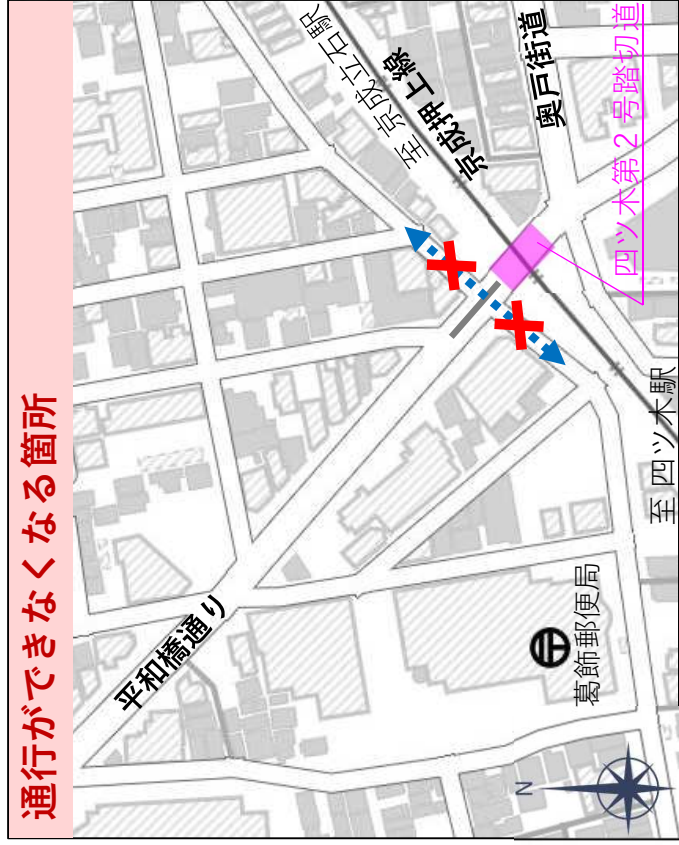 通行ができなくなる箇所
至 京成立石駅
京成押上線
奥戸街道
四ツ木第2号踏切道
平和橋通り
至 四ツ木駅
葛飾郵便局
N